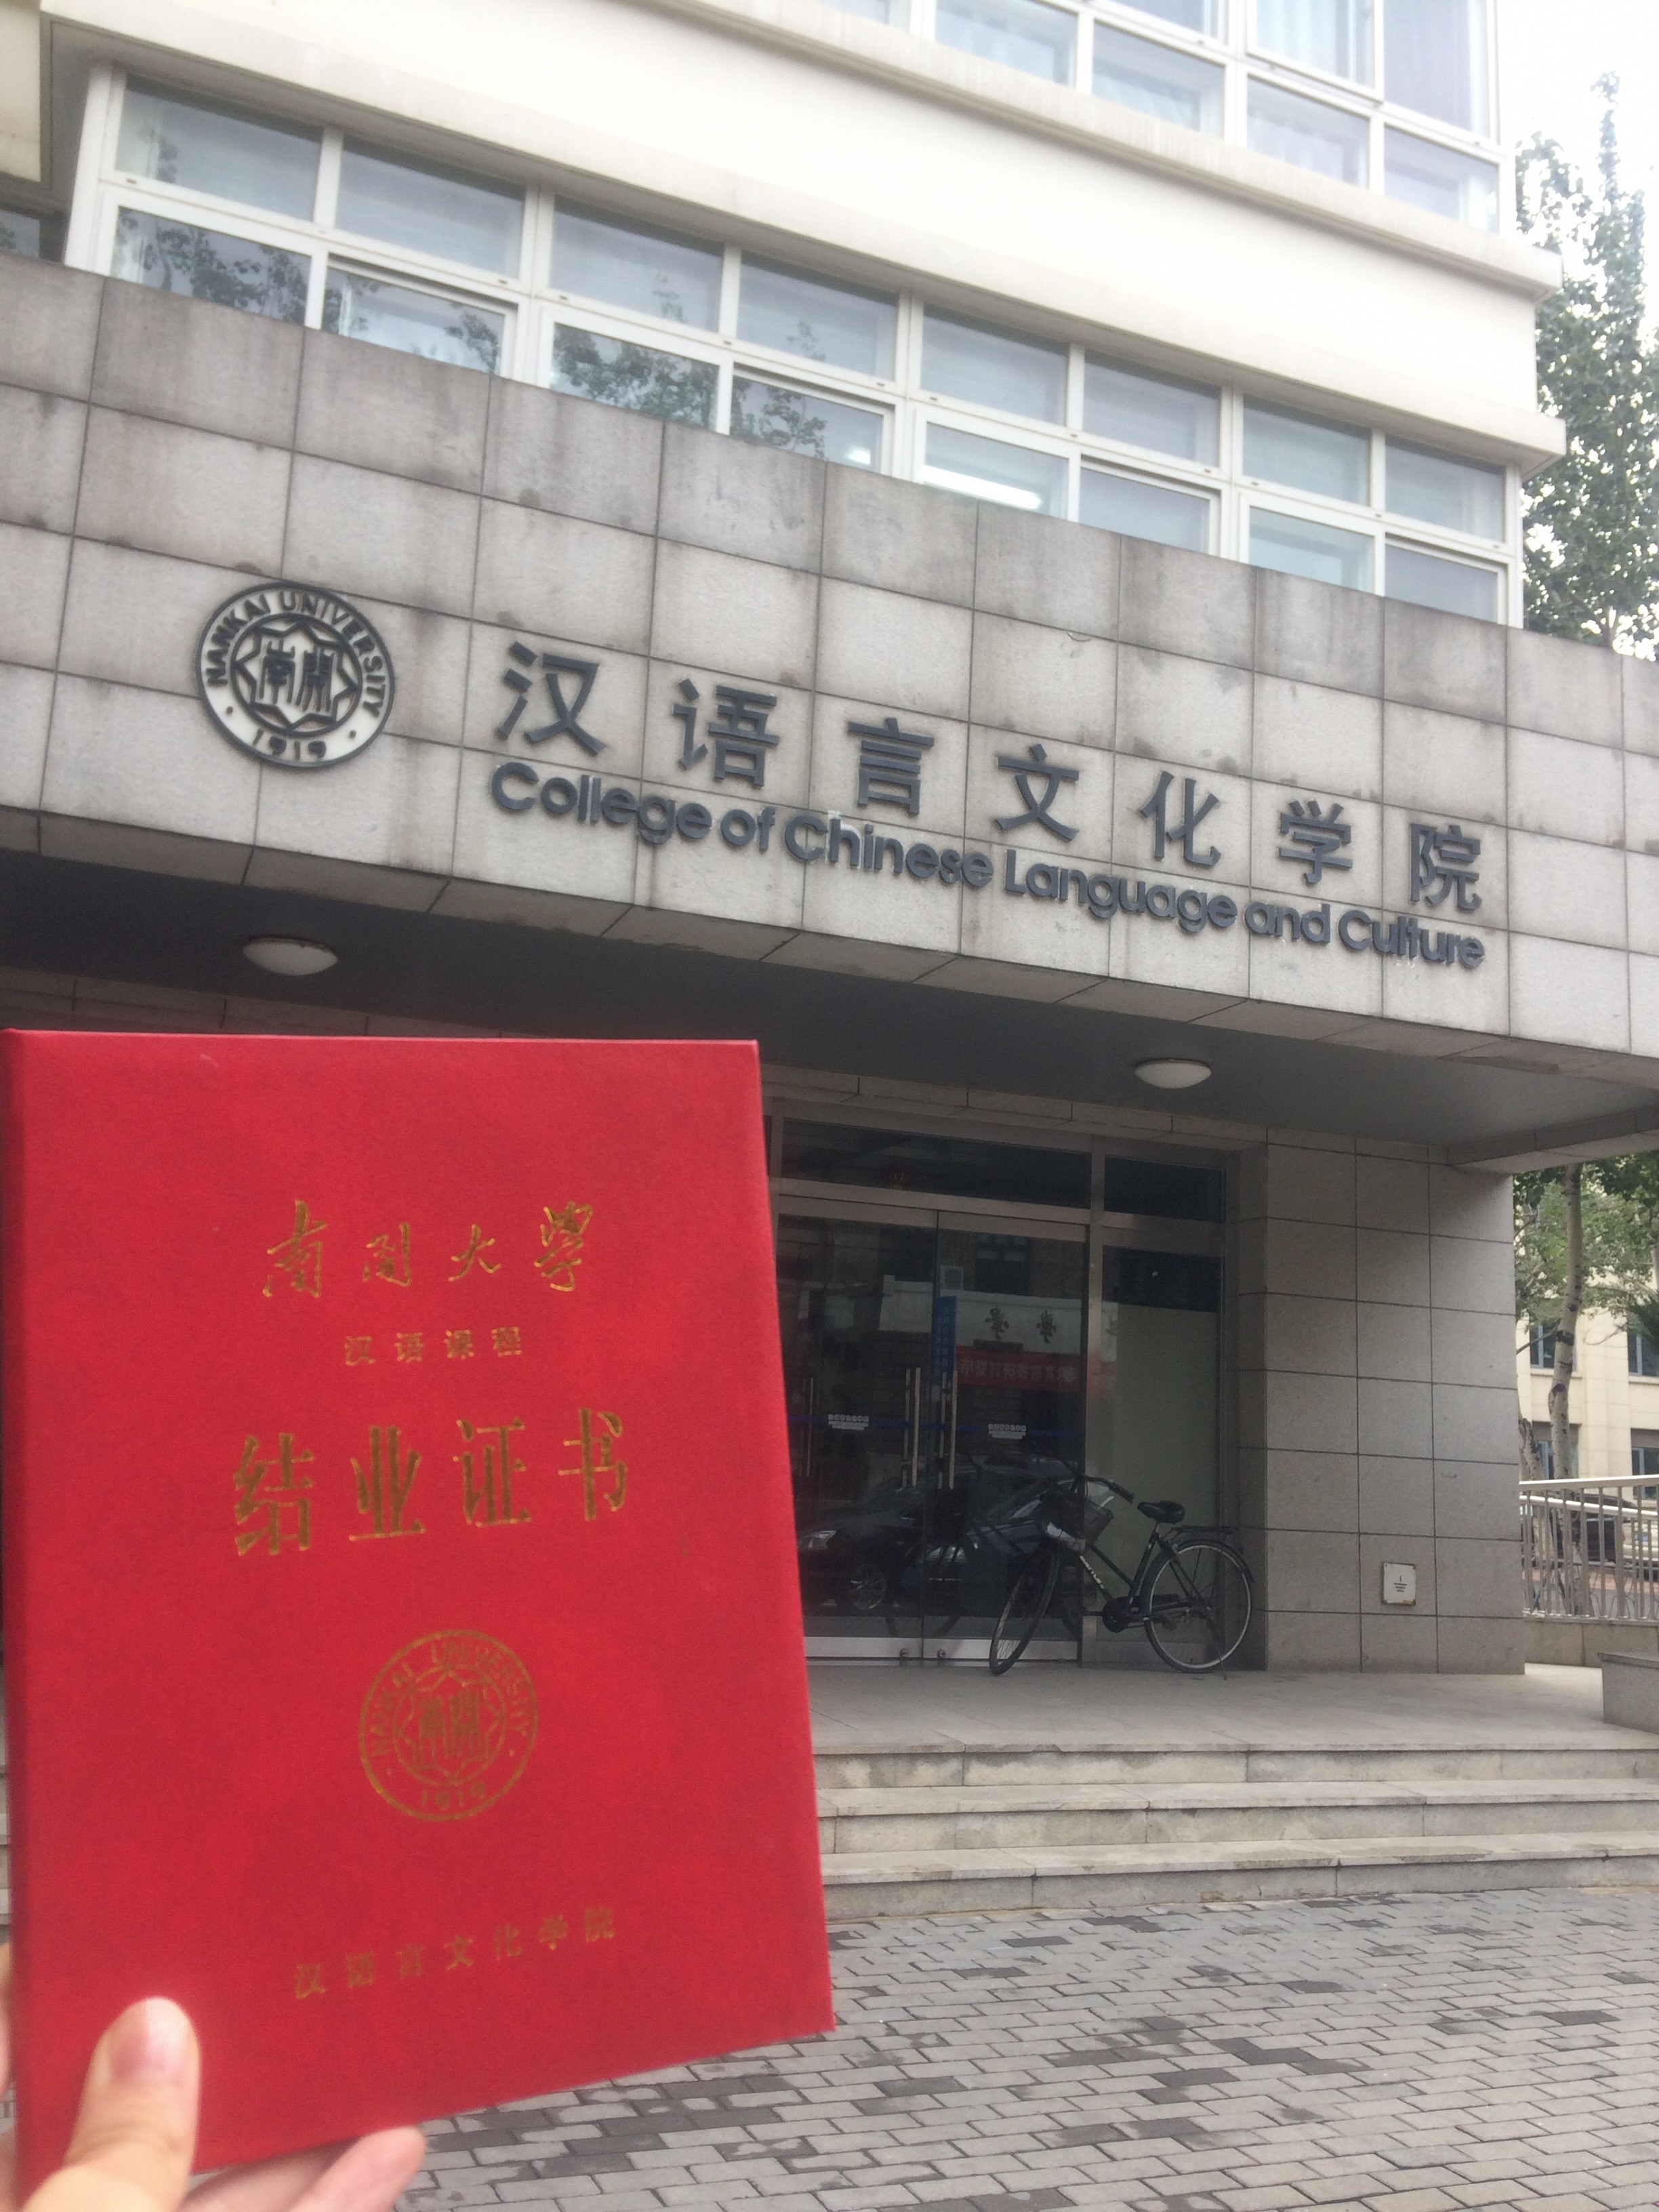 NANKAI UNIVERSITY
南開
1919
汉语言文化学院
College of Chinese Language and Culture
南开大学
汉语课程
结业证书
NANKAI UNIVERSITY
南開
1919
汉语言文化学院